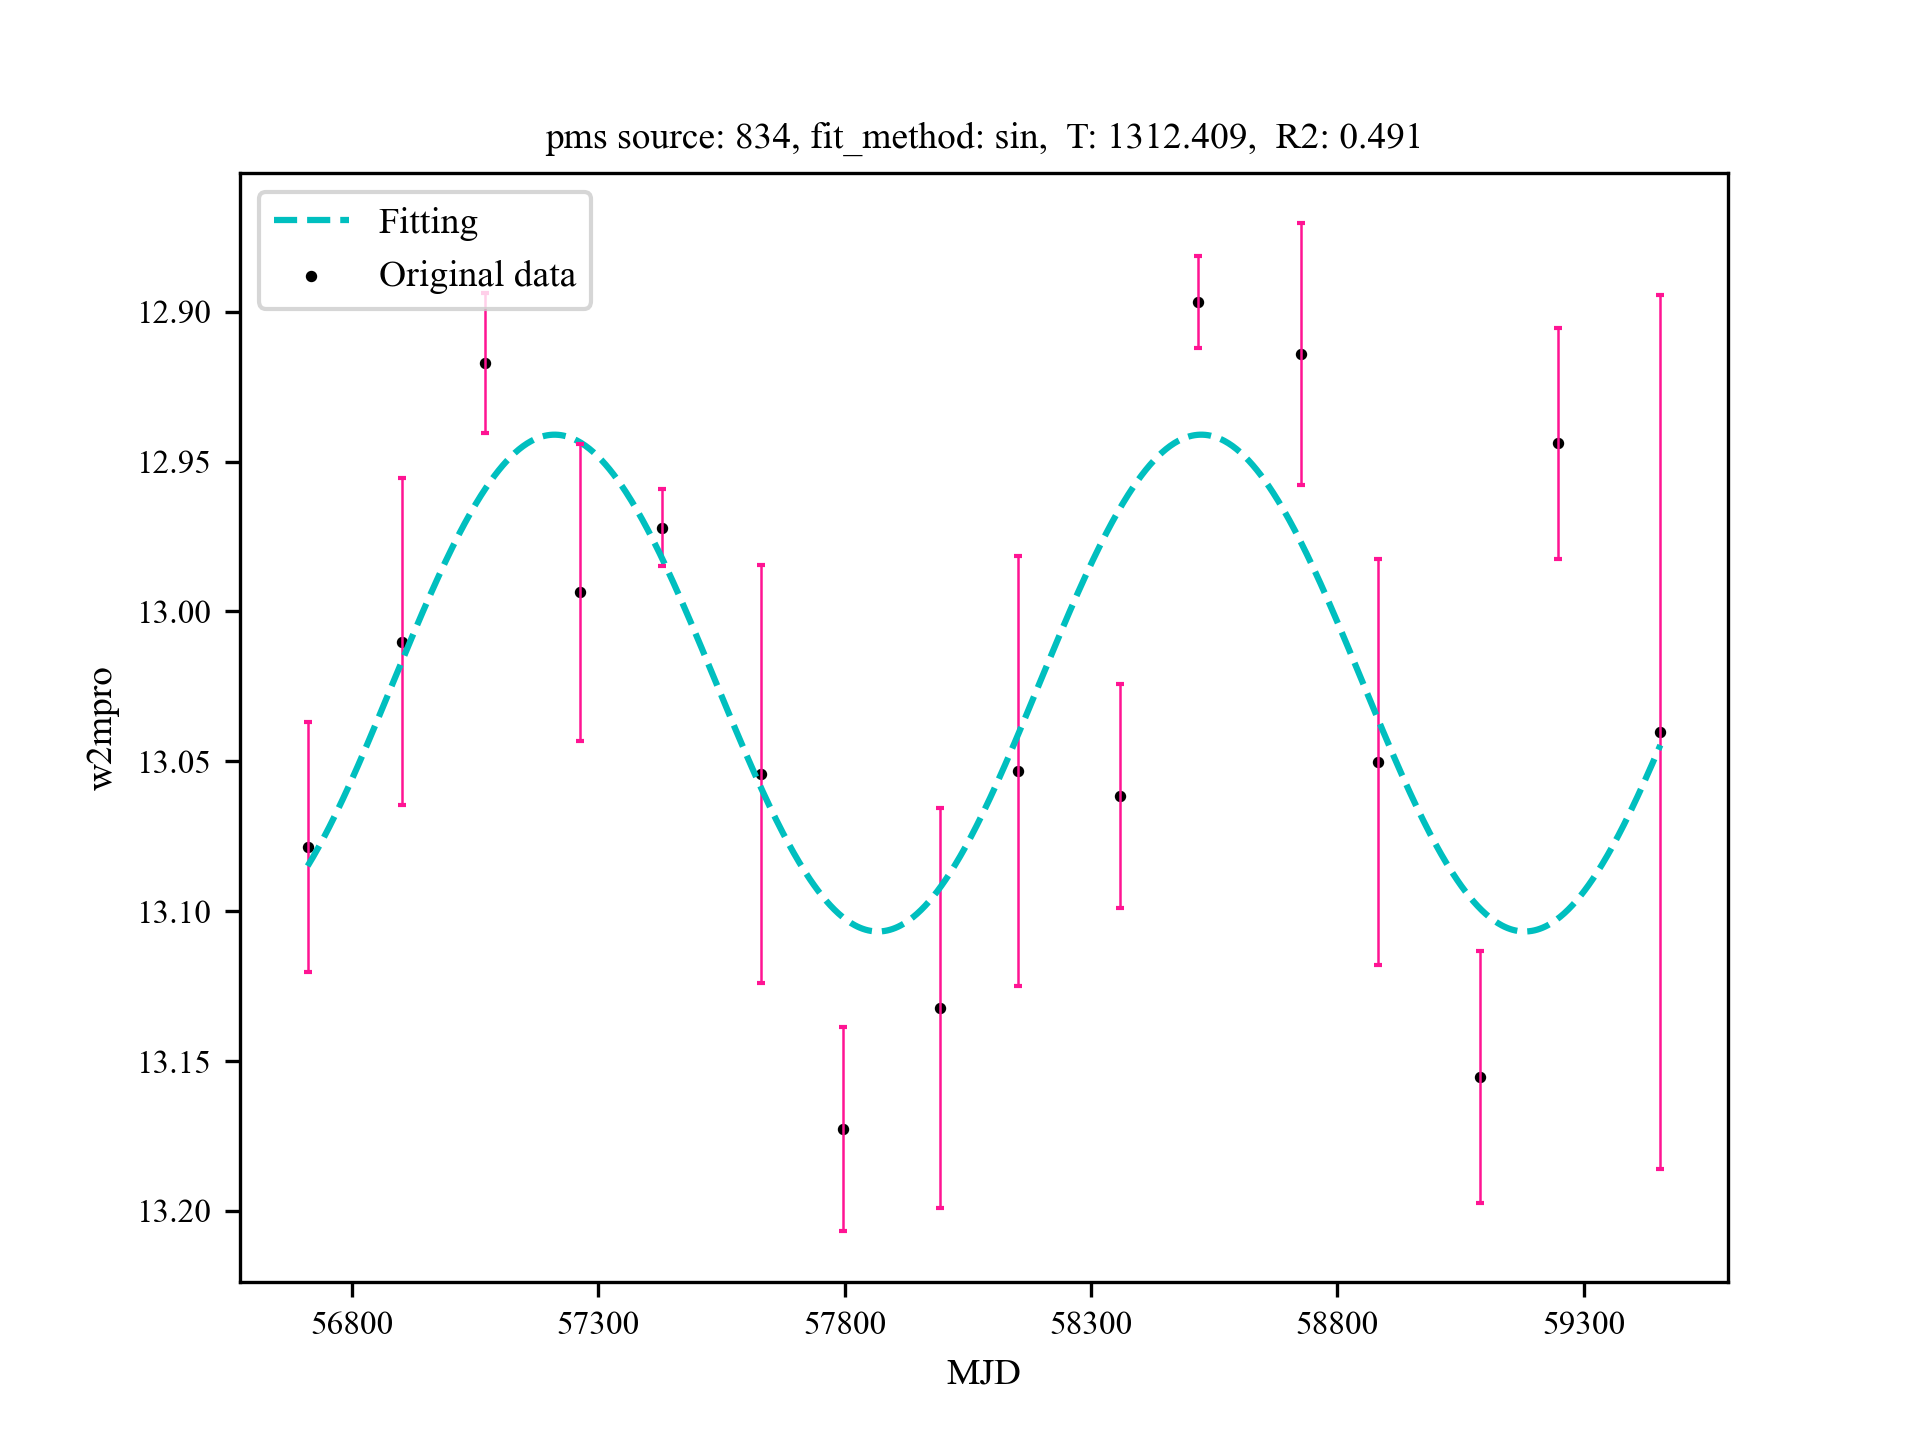 pms source: 834, fit_method: sin,  T: 1312.409,  R2: 0.491
Fitting
Original data
12.90
12.95
13.00
13.05
13.10
13.15
13.20
w2mpro
56800 57300 57800 58300 58800 59300
MJD